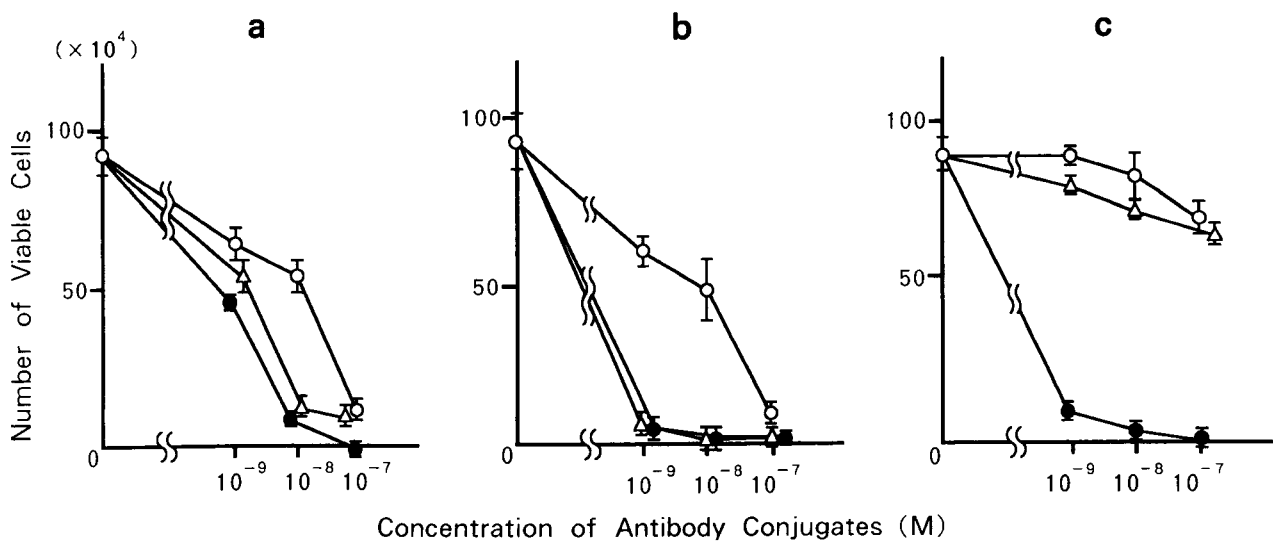 a b c
(×10⁴)
Number of Viable Cells
100
50
0
10⁻⁹ 10⁻⁸ 10⁻⁷
100
50
0
10⁻⁹ 10⁻⁸ 10⁻⁷
100
50
0
10⁻⁹ 10⁻⁸ 10⁻⁷
Concentration of Antibody Conjugates (M)